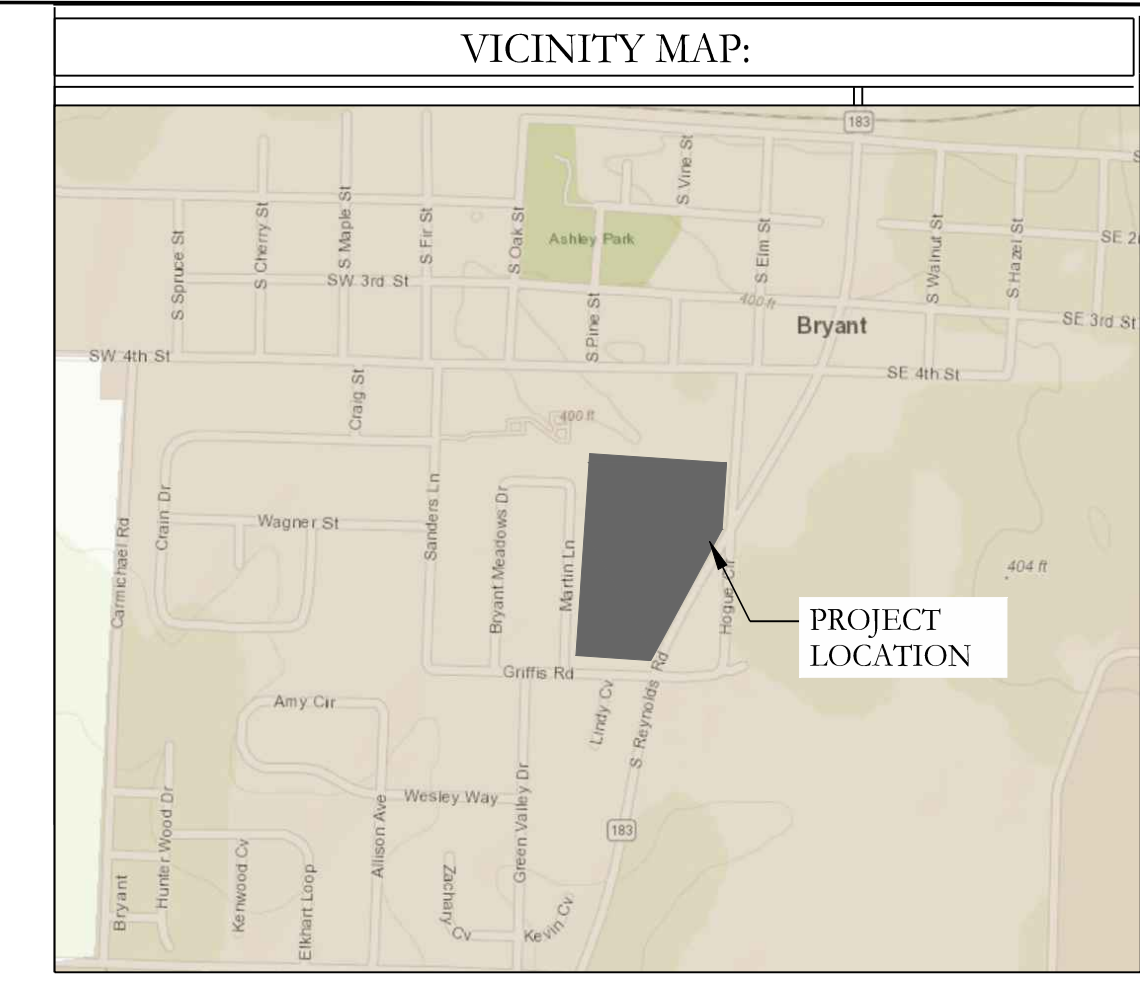 VICINITY MAP:
183
S Vine St
S Maple St
S Cherry St
S Fir St
S Oak St
Ashley Park
S Elm St
S Walnut St
S Hazel St
S Spruce St
SW 3rd St
400 ft
SE 3rd St
S Pine St
Bryant
SW 4th St
SE 4th St
Craig St
400 ft
Sanders Ln
Crain Dr
Wagner St
Bryant Meadows Dr
Martin Ln
Carmichael Rd
404 ft
Hogue Cir
PROJECT
LOCATION
Griffis Rd
Lindy Cv
S Reynolds Rd
Amy Cir
Wesley Way
Green Valley Dr
Allison Ave
Hunter Wood Dr
183
Kenwood Cv
Elkhart Loop
Bryant
Zachary
Cv
Kevin Cv